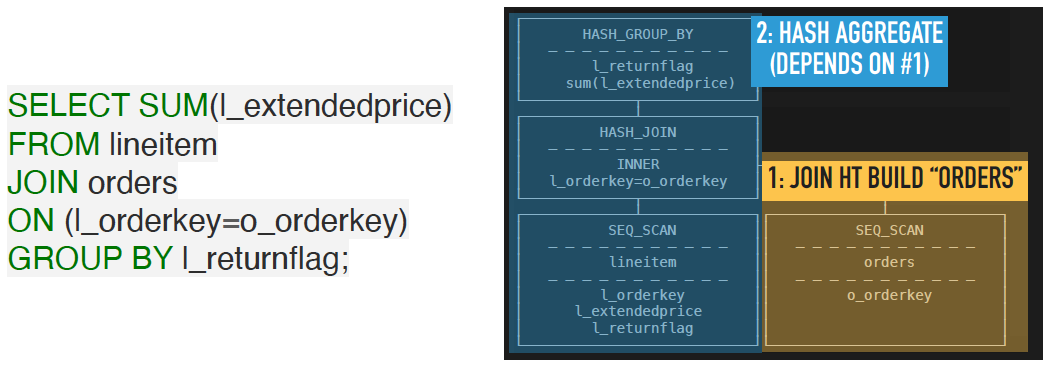 SELECT SUM(l_extendedprice)
FROM lineitem
JOIN orders
ON (l_orderkey=o_orderkey)
GROUP BY l_returnflag;
HASH_GROUP_BY
l_returnflag
sum(l_extendedprice)
2: HASH AGGREGATE
(DEPENDS ON #1)
HASH_JOIN
INNER
l_orderkey=o_orderkey
1: JOIN HT BUILD “ORDERS”
SEQ_SCAN
lineitem
l_orderkey
l_extendedprice
l_returnflag
SEQ_SCAN
orders
o_orderkey